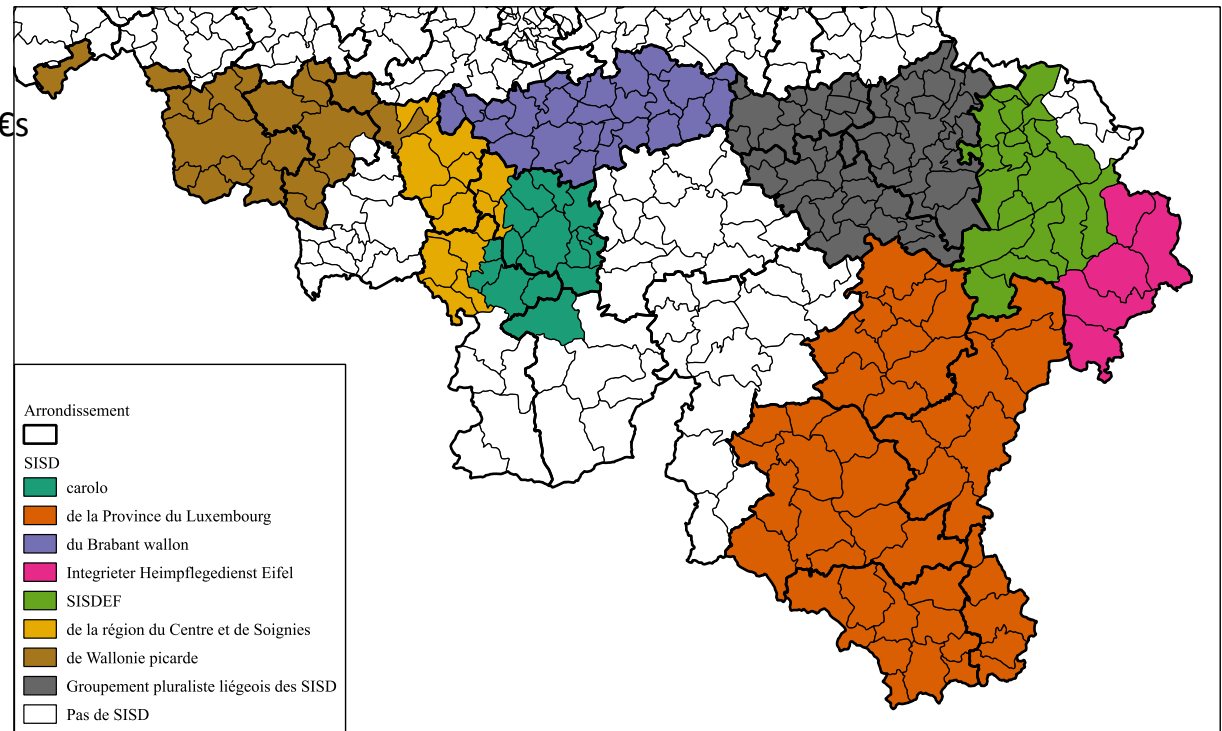 €s
Arrondissement
SISD
carolo
de la Province du Luxembourg
du Brabant wallon
Integrieter Heimpflegedienst Eifel
SISDEF
de la région du Centre et de Soignies
de Wallonie picarde
Groupement pluraliste liégeois des SISD
Pas de SISD